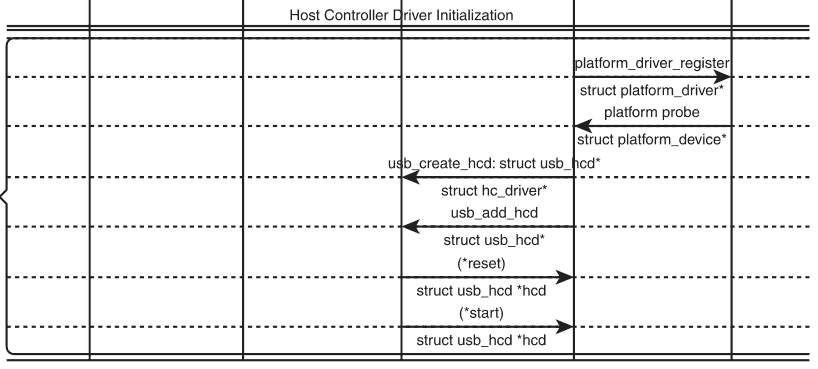 Host Controller Driver Initialization
platform_driver_register
struct platform_driver*
platform probe
struct platform_device*
usb_create_hcd: struct usb_hcd*
struct hc_driver*
usb_add_hcd
struct usb_hcd*
(*reset)
struct usb_hcd *hcd
(*start)
struct usb_hcd *hcd